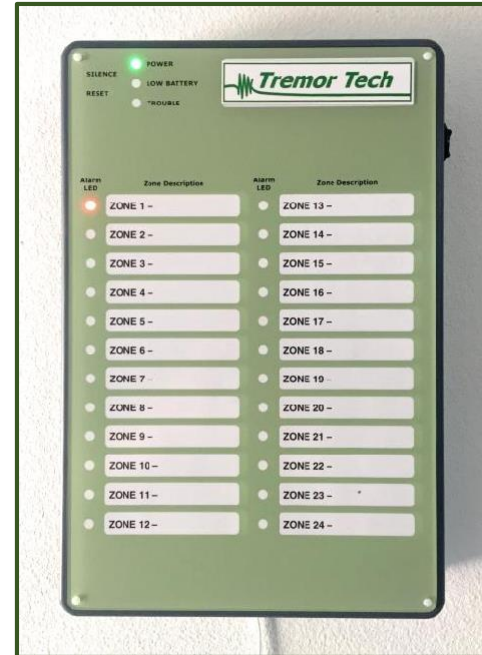 POWER
SILENCE
LOW BATTERY
RESET
TROUBLE
Tremor Tech
Alarm LED
Zone Description
Alarm LED
Zone Description
ZONE 1 –
ZONE 2 –
ZONE 3 –
ZONE 4 –
ZONE 5 –
ZONE 6 –
ZONE 7 –
ZONE 8 –
ZONE 9 –
ZONE 10 –
ZONE 11 –
ZONE 12 –
ZONE 13 –
ZONE 14 –
ZONE 15 –
ZONE 16 –
ZONE 17 –
ZONE 18 –
ZONE 19 –
ZONE 20 –
ZONE 21 –
ZONE 22 –
ZONE 23 –
ZONE 24 –